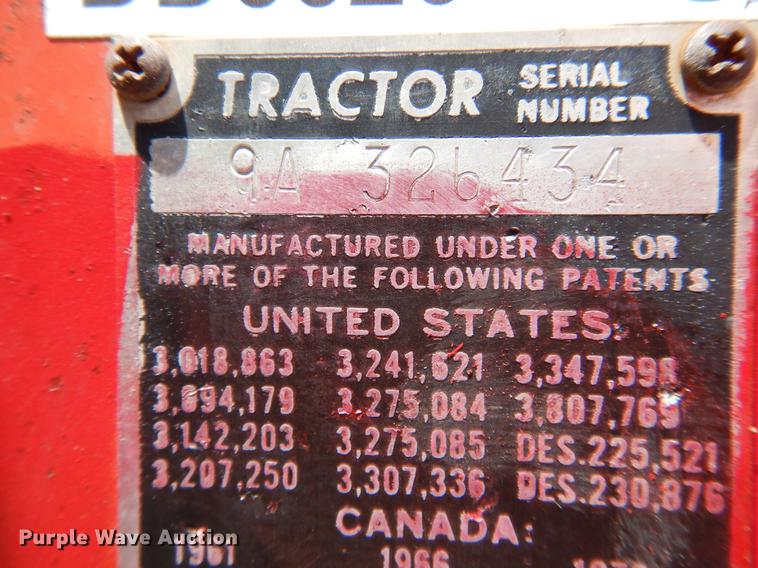 TRACTOR SERIAL NUMBER
9A 326434
MANUFACTURED UNDER ONE OR
MORE OF THE FOLLOWING PATENTS
UNITED STATES:
3,018,863 3,241,621 3,347,598
3,094,179 3,275,084 3,807,769
3,142,203 3,275,085 DES.225,521
3,207,250 3,307,336 DES.230,876
CANADA:
1961 1966
Purple Wave Auction